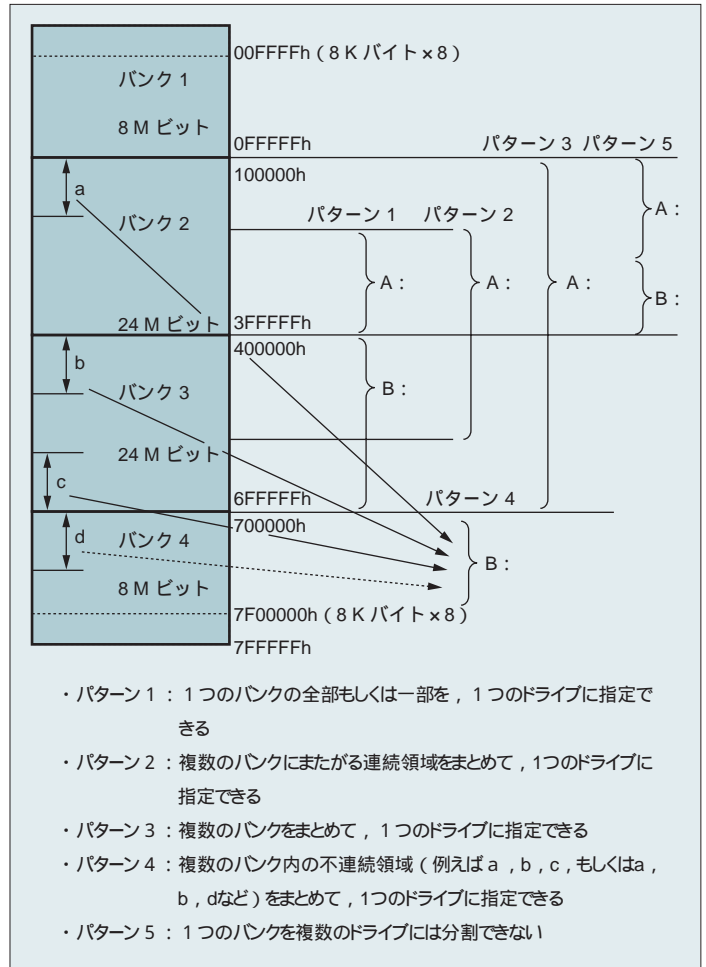 00FFFFh（8 K バイト×8）
バンク 1
8 M ビット
0FFFFFh
パターン 3 パターン 5
100000h
a
A：
バンク 2
パターン 1 パターン 2
A：
A：
A：
B：
24 M ビット
3FFFFFh
400000h
b
B：
バンク 3
24 M ビット
c
6FFFFFh
パターン 4
700000h
d
バンク 4
B：
8 M ビット
7F00000h（8 K バイト×8）
7FFFFFh
・パターン 1 ： 1 つのバンクの全部もしくは一部を，1 つのドライブに指定で
きる
・パターン 2 ：複数のバンクにまたがる連続領域をまとめて，1つのドライブに
指定できる
・パターン 3 ：複数のバンクをまとめて，1 つのドライブに指定できる
・パターン 4 ：複数のバンク内の不連続領域（例えば a ，b，c，もしくはa，
b，dなど）をまとめて，1つのドライブに指定できる
・パターン 5 ： 1 つのバンクを複数のドライブには分割できない